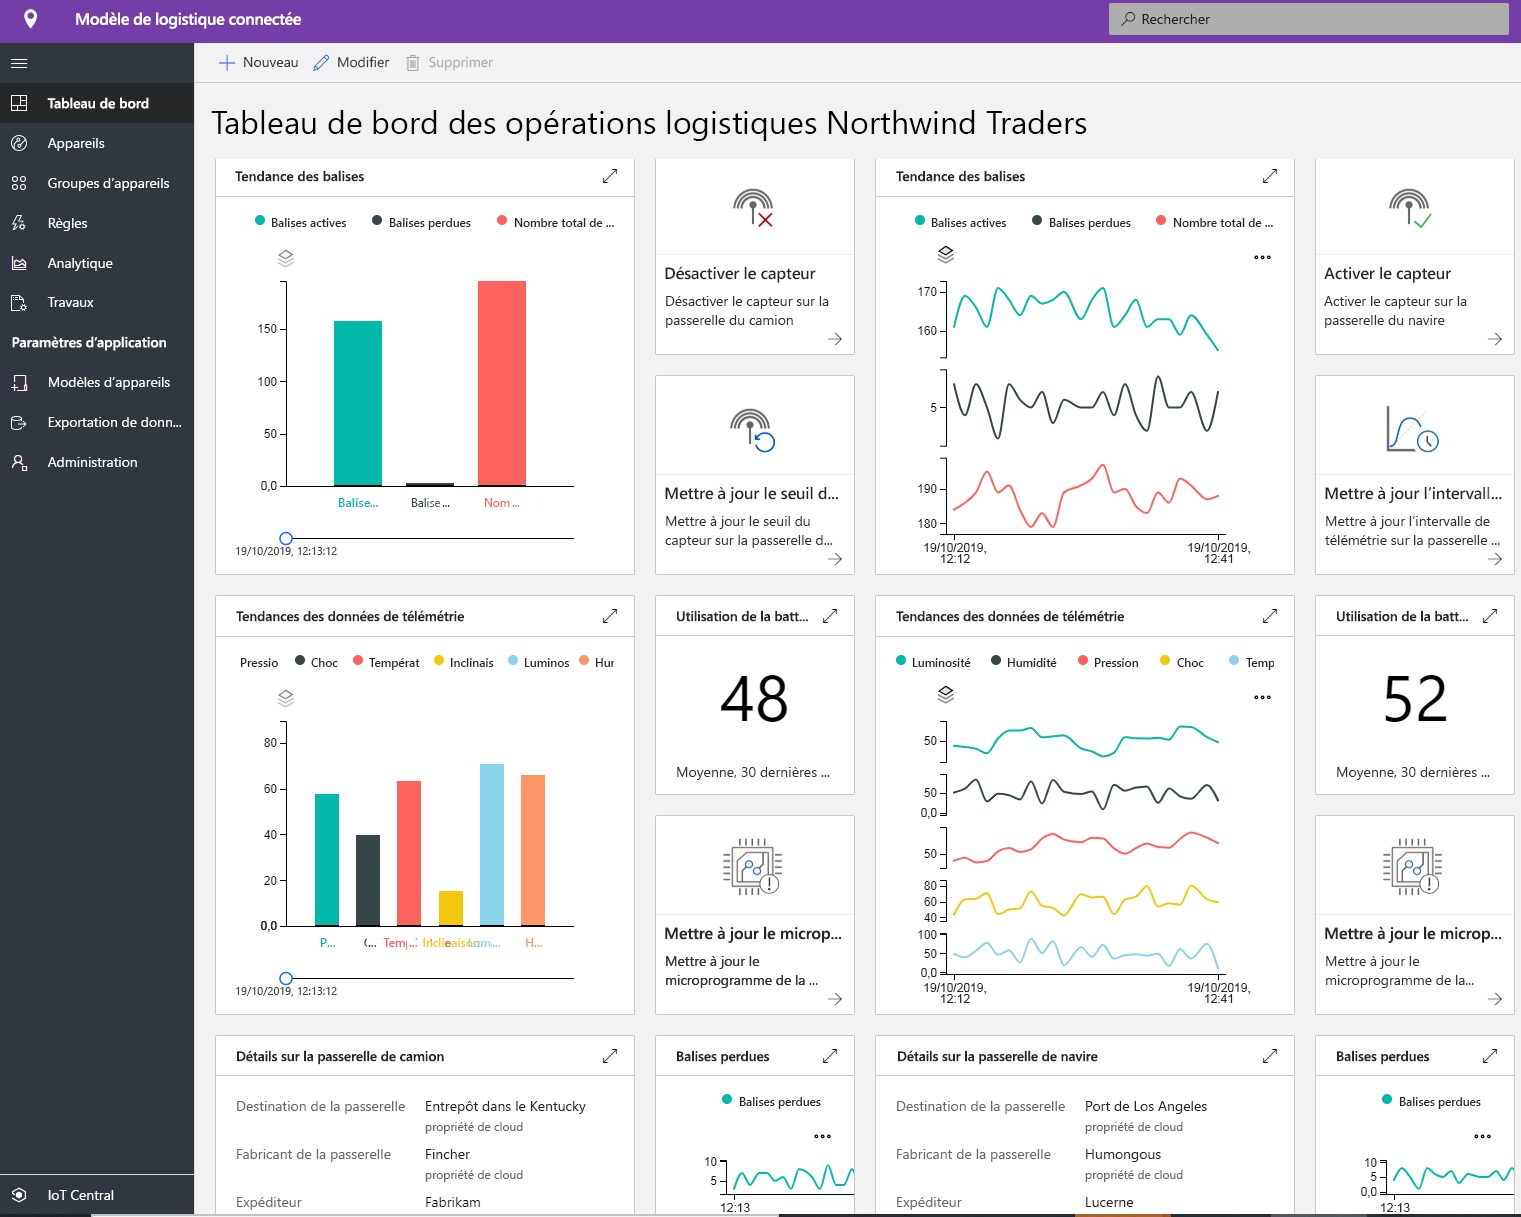 Modèle de logistique connectée
Rechercher
Nouveau
Modifier
Supprimer
Tableau de bord
Appareils
Groupes d'appareils
Règles
Analytique
Travaux
Paramètres d'application
Modèles d'appareils
Exportation de donn...
Administration
IoT Central
Tableau de bord des opérations logistiques Northwind Traders
Tendance des balises
Balises actives
Balises perdues
Nombre total de ...
150
100
50
0,0
Balise...
Balise...
Nom...
19/10/2019, 12:13:12
Désactiver le capteur
Désactiver le capteur sur la
passerelle du camion
Mettre à jour le seuil d...
Mettre à jour le seuil du
capteur sur la passerelle d...
Tendance des balises
Balises actives
Balises perdues
Nombre total de ...
170
160
5
190
180
19/10/2019,
12:12
19/10/2019,
12:41
Activer le capteur
Activer le capteur sur la
passerelle du navire
Mettre à jour l'intervall...
Mettre à jour l'intervalle de
télémétrie sur la passerelle ...
Tendances des données de télémétrie
Pressio
Choc
Températ
Inclinais
Luminos
Hur
80
60
40
20
0,0
P...
(...
Temp...
Inclinaison
Lumi...
H...
19/10/2019, 12:13:12
Utilisation de la batt...
48
Moyenne, 30 dernières ...
Mettre à jour le microp...
Mettre à jour le
microprogramme de la ...
Tendances des données de télémétrie
Luminosité
Humidité
Pression
Choc
Temp
50
50
0,0
50
80
60
40
100
50
0,0
19/10/2019,
12:12
19/10/2019,
12:41
Utilisation de la batt...
52
Moyenne, 30 dernières ...
Mettre à jour le microp...
Mettre à jour le
microprogramme de la...
Détails sur la passerelle de camion
Destination de la passerelle
Entrepôt dans le Kentucky
propriété de cloud
Fabricant de la passerelle
Fincher
propriété de cloud
Expéditeur
Fabrikam
Balises perdues
Balises perdues
10
5
12:13
Détails sur la passerelle de navire
Destination de la passerelle
Port de Los Angeles
propriété de cloud
Fabricant de la passerelle
Humongous
propriété de cloud
Expéditeur
Lucerne
Balises perdues
Balises perdues
10
5
0,0
12:13